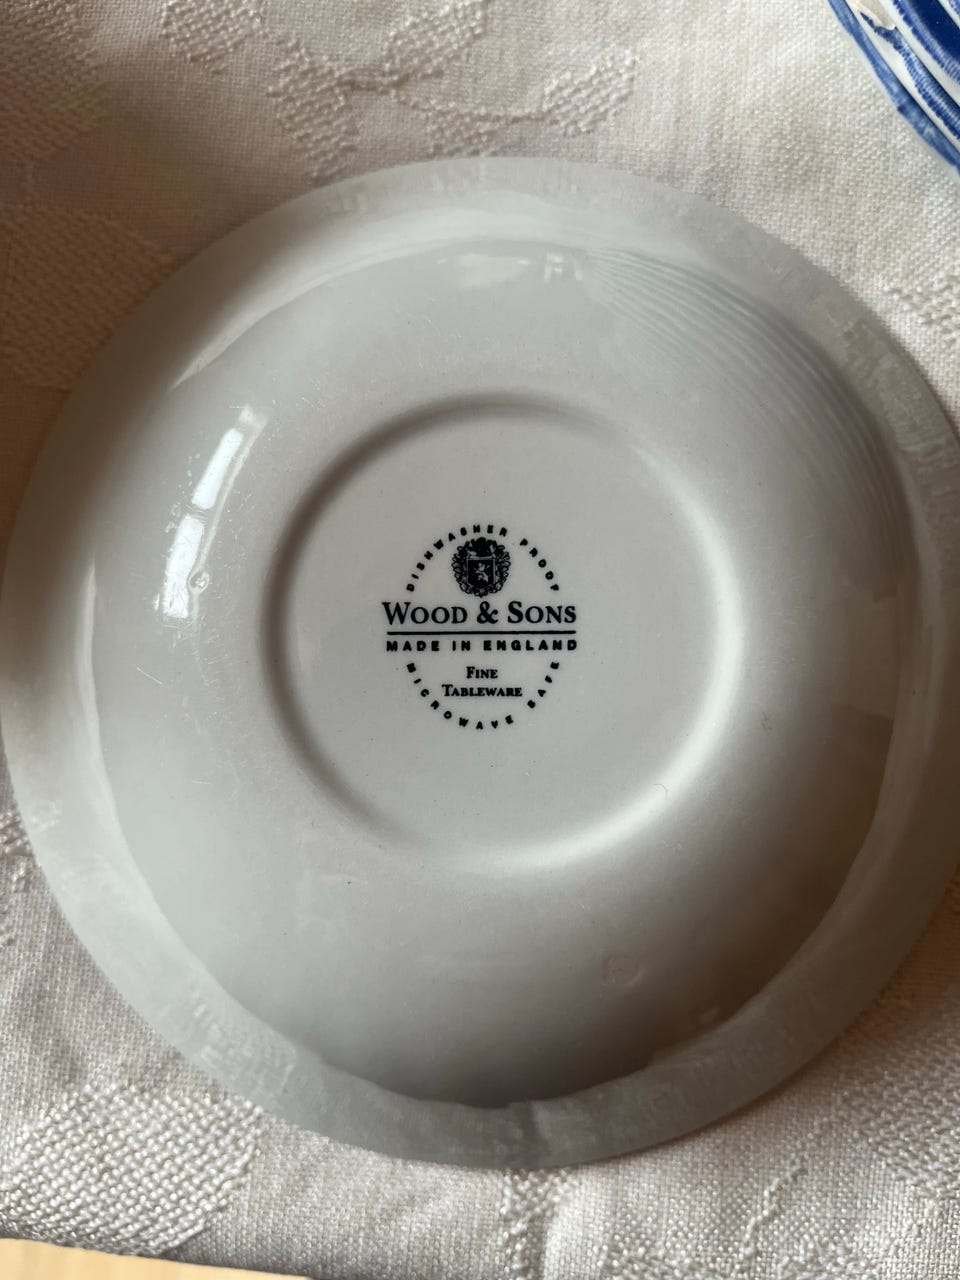 DISHWASHER PROOF
WOOD & SONS
MADE IN ENGLAND
FINE
TABLEWARE
MICROWAVE SAFE